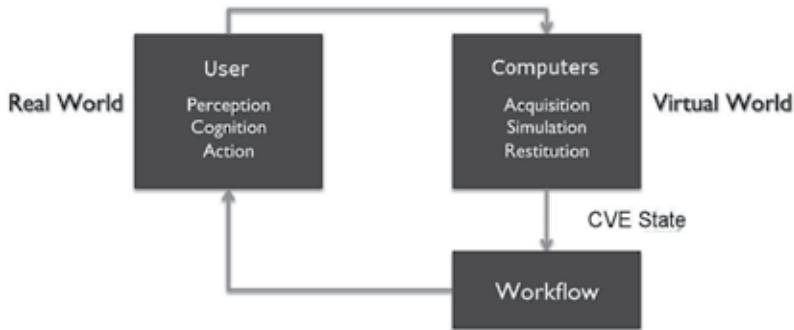 User
Perception
Cognition
Action
Real World
Computers
Acquisition
Simulation
Restitution
Virtual World
CVE State
Workflow